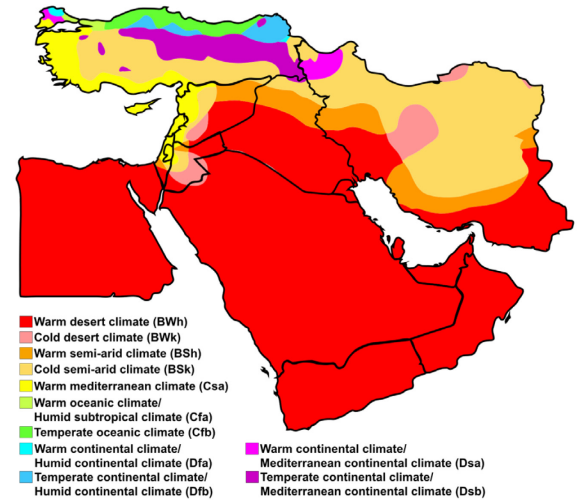 Warm desert climate (BWh)
Cold desert climate (BWk)
Warm semi-arid climate (BSh)
Cold semi-arid climate (BSk)
Warm mediterranean climate (Csa)
Warm oceanic climate/
Humid subtropical climate (Cfa)
Temperate oceanic climate (Cfb)
Warm continental climate/
Humid continental climate (Dfa)
Temperate continental climate/
Humid continental climate (Dfb)
Warm continental climate/
Mediterranean continental climate (Dsa)
Temperate continental climate/
Mediterranean continental climate (Dsb)